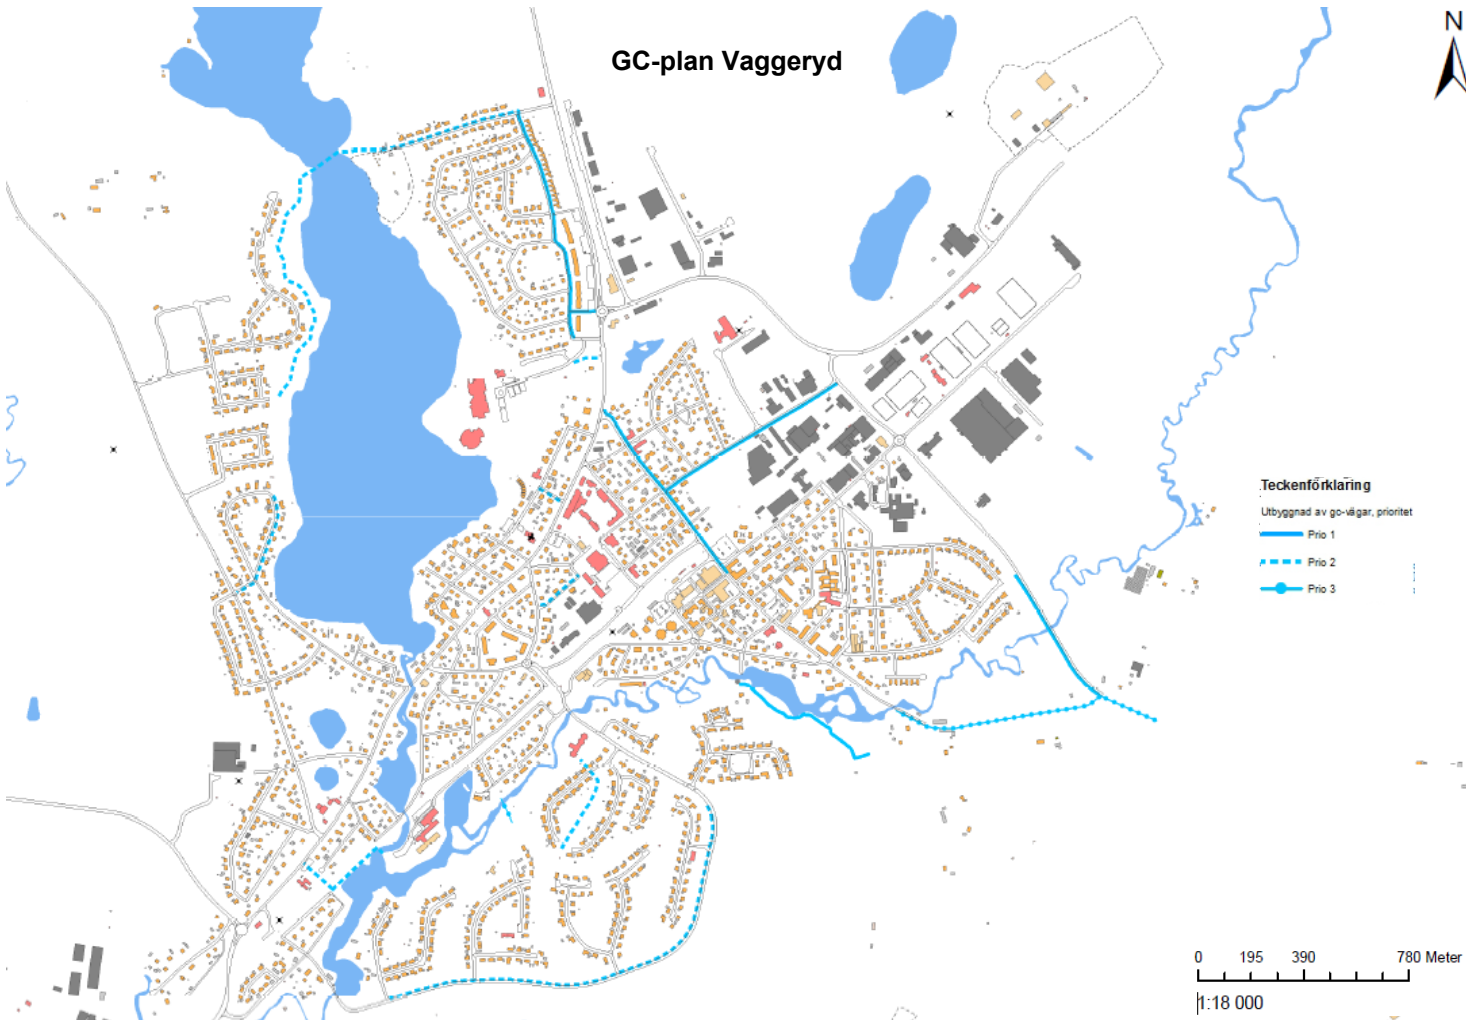 GC-plan Vaggeryd
N
Teckenförklaring
Utbyggnad av gc-vägar, prioritet
Prio 1
Prio 2
Prio 3
0 195 390 780 Meter
1:18 000